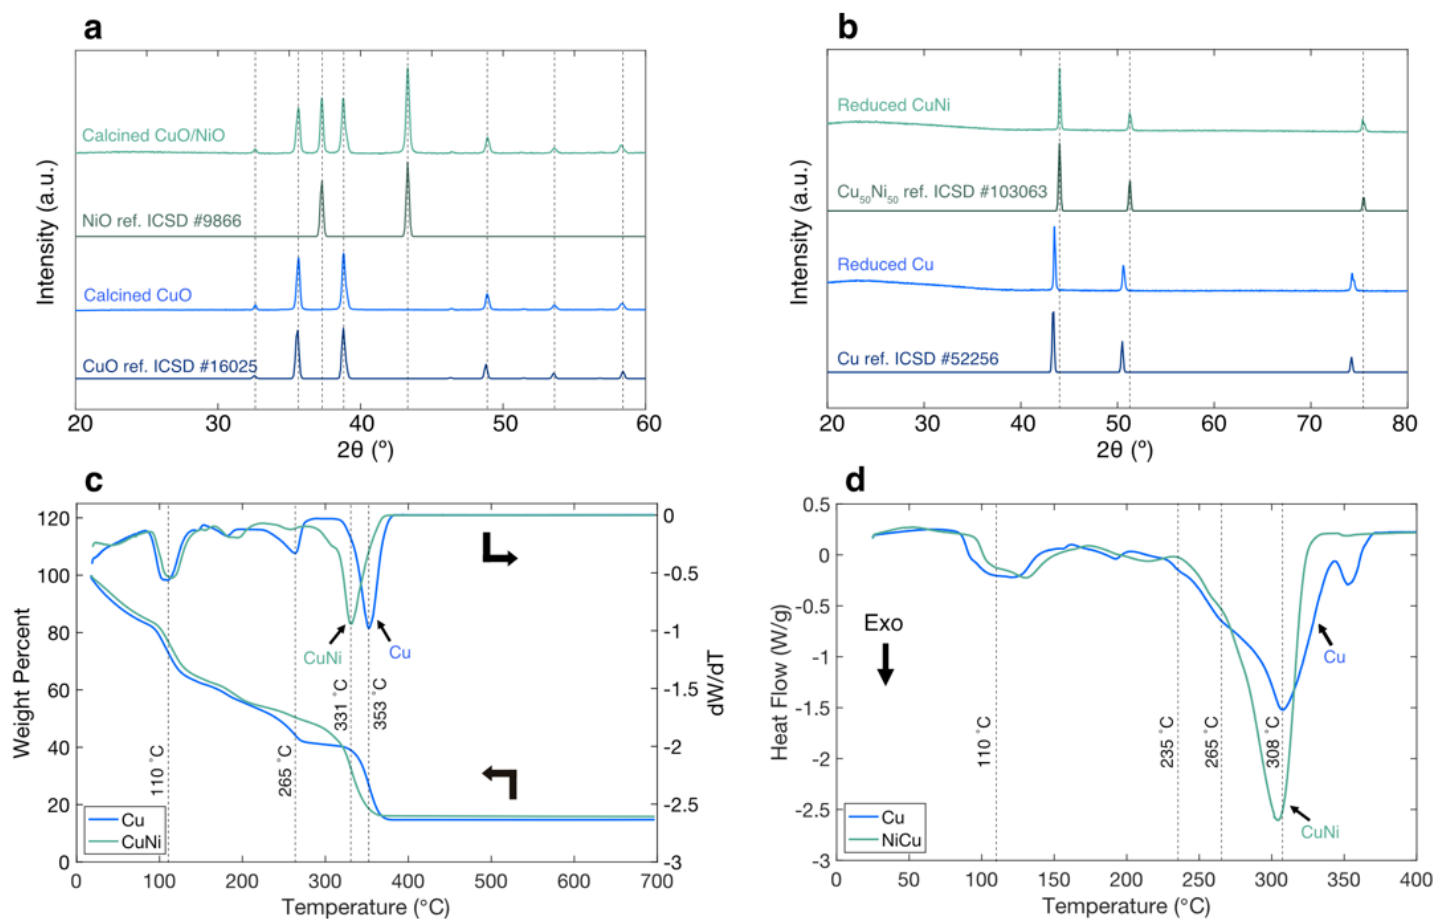 a
Intensity (a.u.)
Calcined CuO/NiO
NiO ref. ICSD #9866
Calcined CuO
CuO ref. ICSD #16025
20 30 40 50 60
2θ (º)
b
Intensity (a.u.)
Reduced CuNi
Cu₅₀Ni₅₀ ref. ICSD #103063
Reduced Cu
Cu ref. ICSD #52256
20 30 40 50 60 70 80
2θ (º)
c
Weight Percent
120
100
80
60
40
20
0
0
-0.5
-1
-1.5
-2
-2.5
-3
dW/dT
CuNi
Cu
110 °C
265 °C
331 °C
353 °C
Cu
CuNi
0 100 200 300 400 500 600 700
Temperature (°C)
d
Heat Flow (W/g)
0.5
0
-0.5
-1
-1.5
-2
-2.5
-3
Exo
Cu
110 °C
235 °C
265 °C
308 °C
CuNi
Cu
NiCu
0 50 100 150 200 250 300 350 400
Temperature (°C)